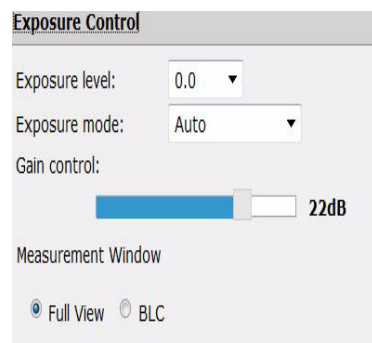 Exposure Control
Exposure level: 0.0
Exposure mode: Auto
Gain control:
22dB
Measurement Window
Full View BLC